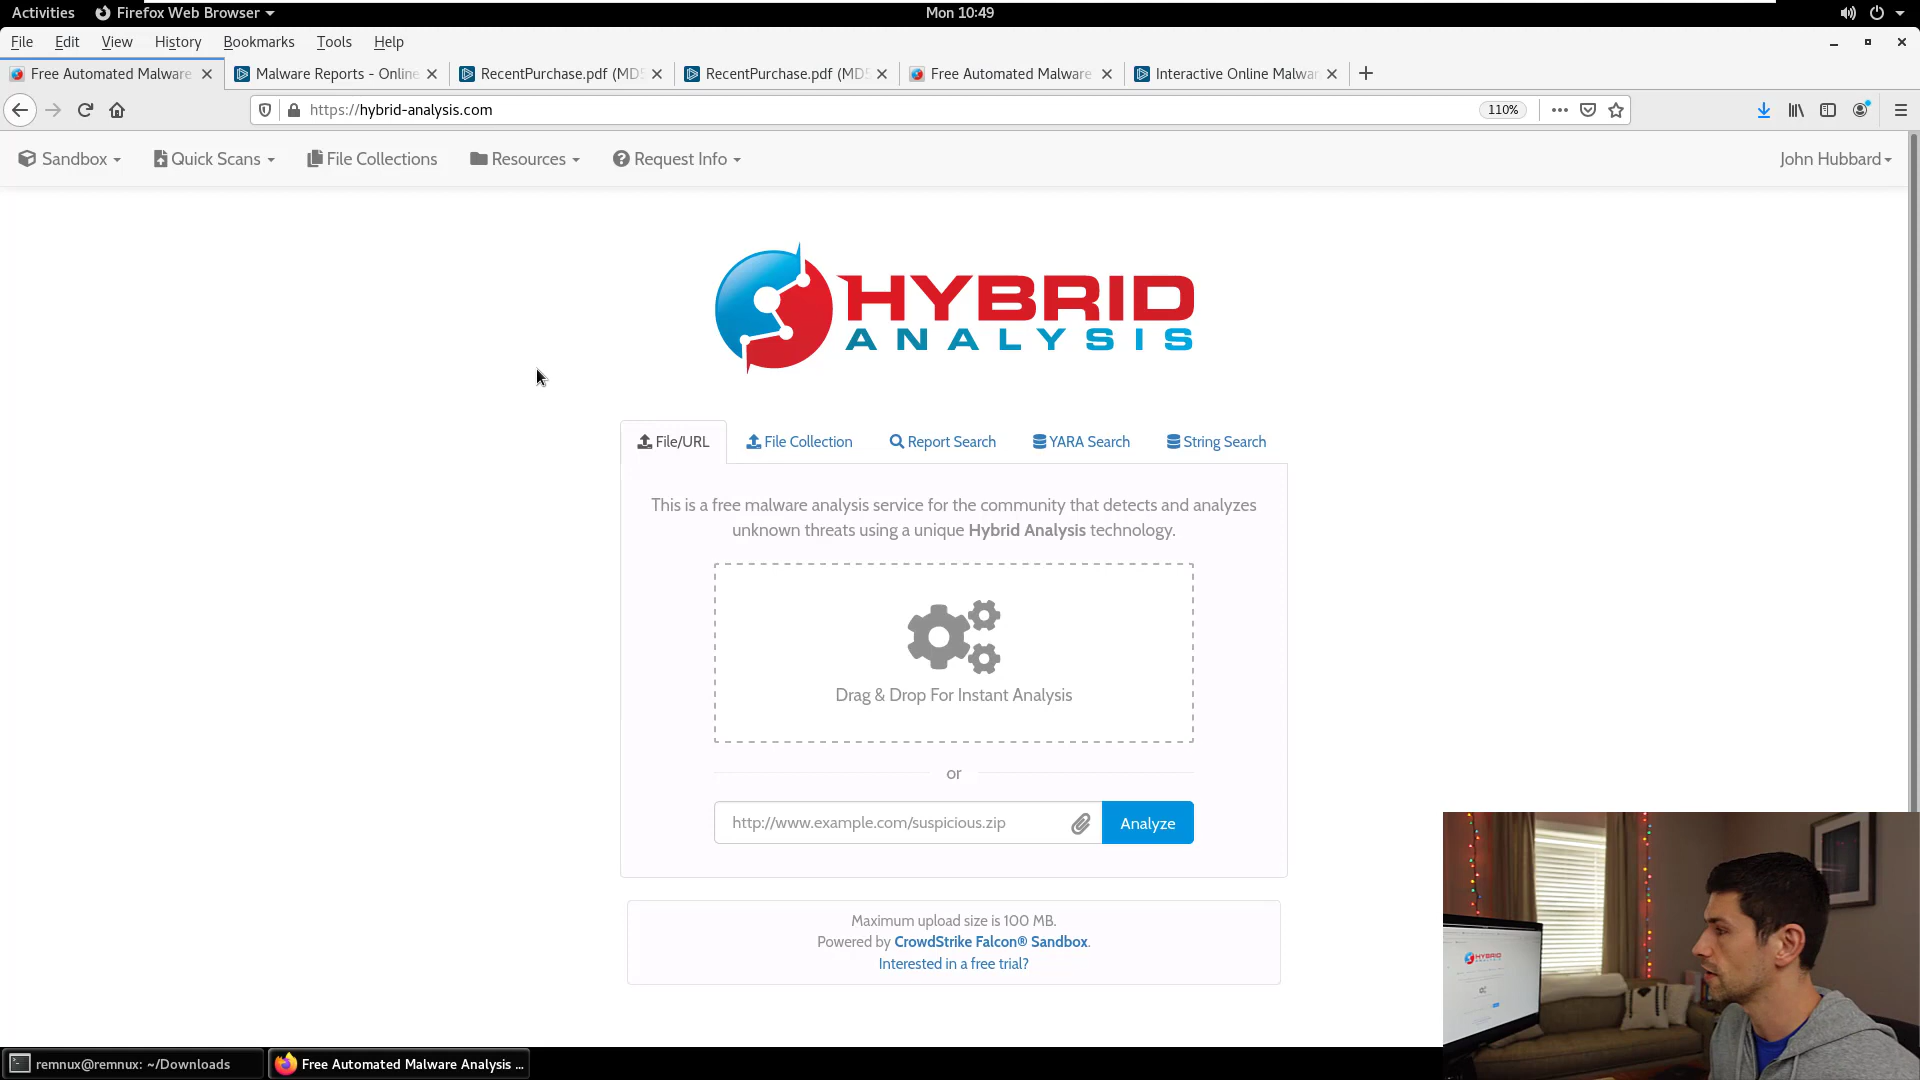 Activities
Firefox Web Browser
Mon 10:49
File
Edit
View
History
Bookmarks
Tools
Help
Free Automated Malware
Malware Reports - Online
RecentPurchase.pdf (MD5
RecentPurchase.pdf (MD5
Free Automated Malware
Interactive Online Malwar
https://hybrid-analysis.com
110%
Sandbox
Quick Scans
File Collections
Resources
Request Info
John Hubbard
HYBRID
ANALYSIS
File/URL
File Collection
Report Search
YARA Search
String Search
This is a free malware analysis service for the community that detects and analyzes
unknown threats using a unique Hybrid Analysis technology.
Drag & Drop For Instant Analysis
or
http://www.example.com/suspicious.zip
Analyze
Maximum upload size is 100 MB.
Powered by CrowdStrike Falcon® Sandbox.
Interested in a free trial?
HYBRID
remnux@remnux: ~/Downloads
Free Automated Malware Analysis ...